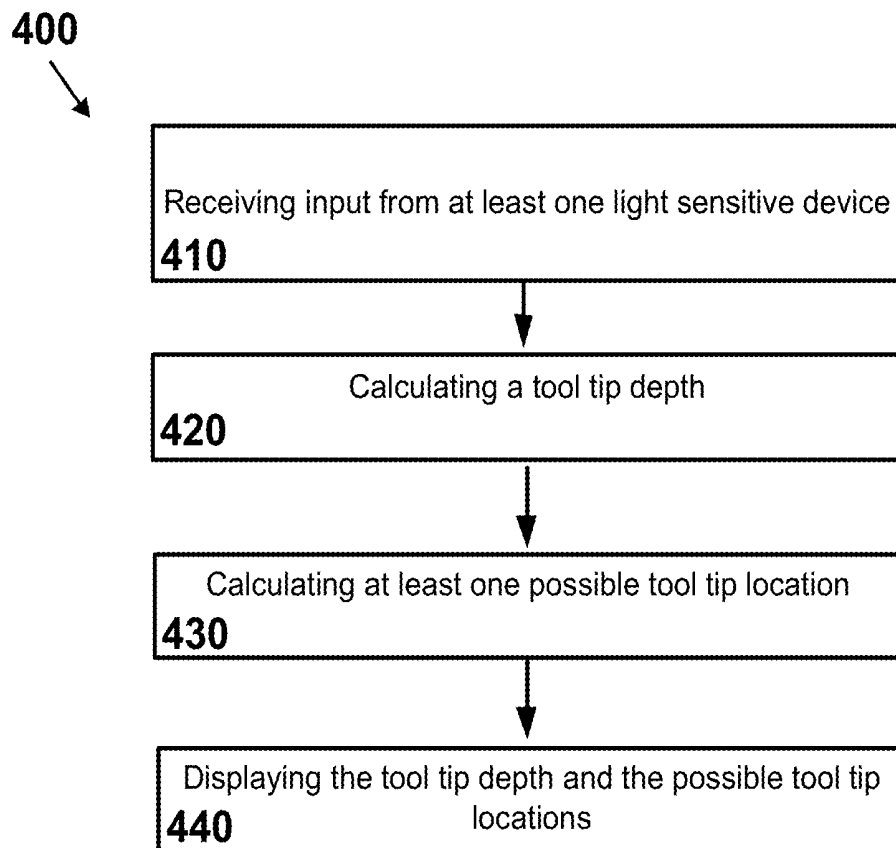 400
Receiving input from at least one light sensitive device
410
Calculating a tool tip depth
420
Calculating at least one possible tool tip location
430
Displaying the tool tip depth and the possible tool tip
locations
440